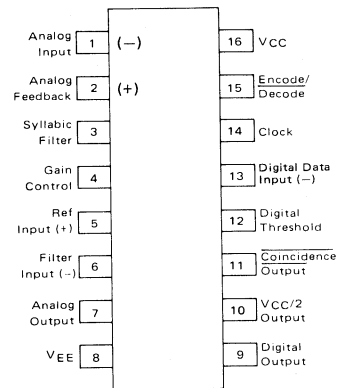 Analog
Input
1
(−)
Analog
Feedback
2
(+)
Syllabic
Filter
3
Gain
Control
4
Ref
Input (+)
5
Filter
Input (−)
6
Analog
Output
7
VEE
8
16
VCC
15
Encode/
Decode
14
Clock
13
Digital Data
Input (−)
12
Digital
Threshold
11
Coincidence
Output
10
VCC/2
Output
9
Digital
Output